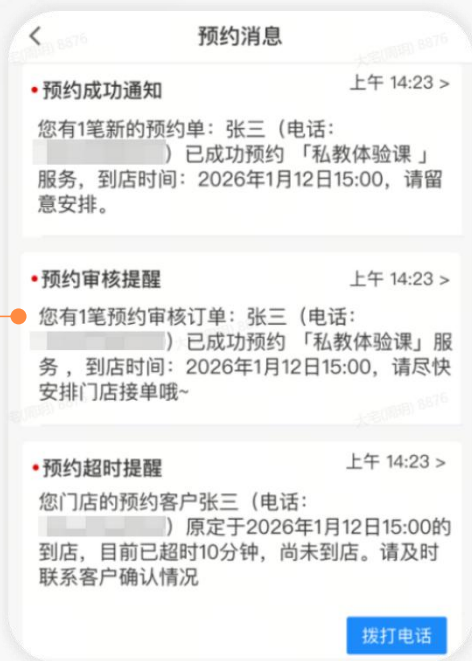 预约消息
•预约成功通知
上午 14:23 >
您有1笔新的预约单：张三（电话：
）已成功预约 「私教体验课 」
服务，到店时间：2026年1月12日15:00，请留
意安排。
•预约审核提醒
上午 14:23 >
您有1笔预约审核订单：张三（电话：
）已成功预约 「私教体验课」服
务 ，到店时间：2026年1月12日15:00，请尽快
安排门店接单哦~
•预约超时提醒
上午 14:23 >
您门店的预约客户张三（电话：
）原定于2026年1月12日15:00的
到店，目前已超时10分钟，尚未到店。请及时
联系客户确认情况
拨打电话